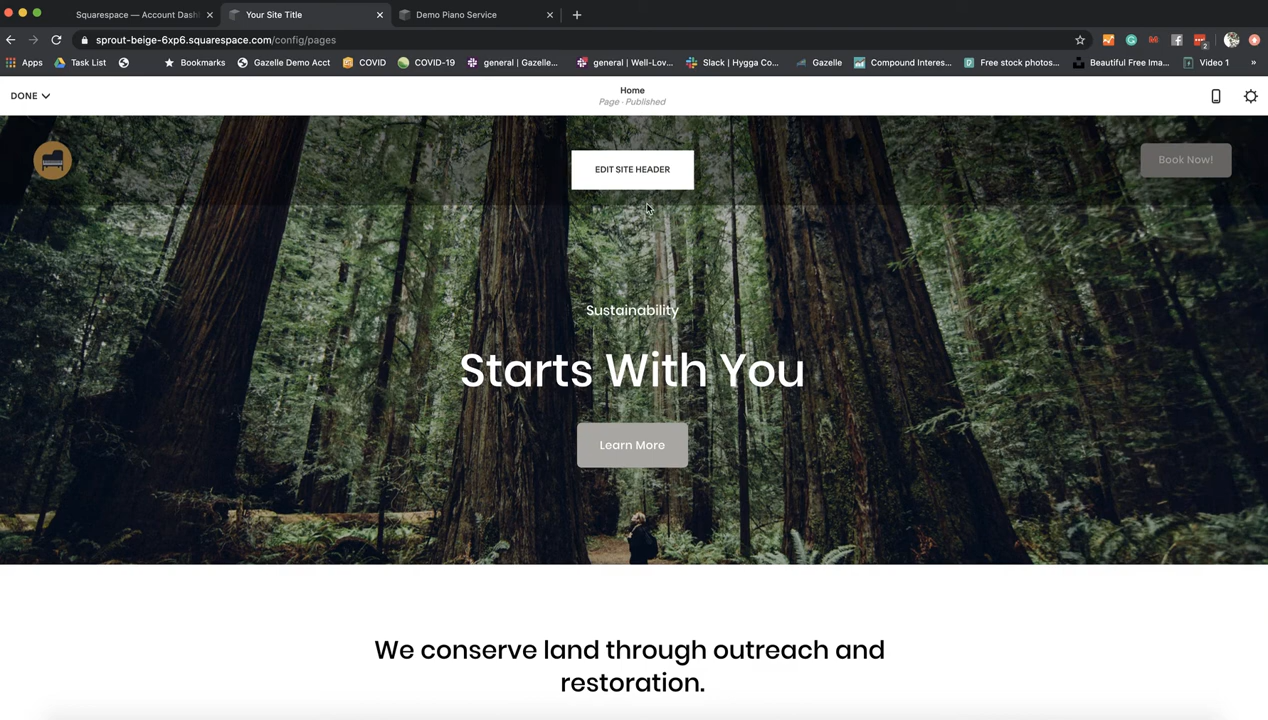 Squarespace — Account Dash
Your Site Title
Demo Piano Service
sprout-beige-6xp6.squarespace.com/config/pages
Apps
Task List
Bookmarks
Gazelle Demo Acct
COVID
COVID-19
general | Gazelle...
general | Well-Lov...
Slack | Hygga Co...
Gazelle
Compound Interes...
Free stock photos...
Beautiful Free Ima...
Video 1
»
DONE
Home
Page · Published
EDIT SITE HEADER
Book Now!
Sustainability
Starts With You
Learn More
We conserve land through outreach and
restoration.